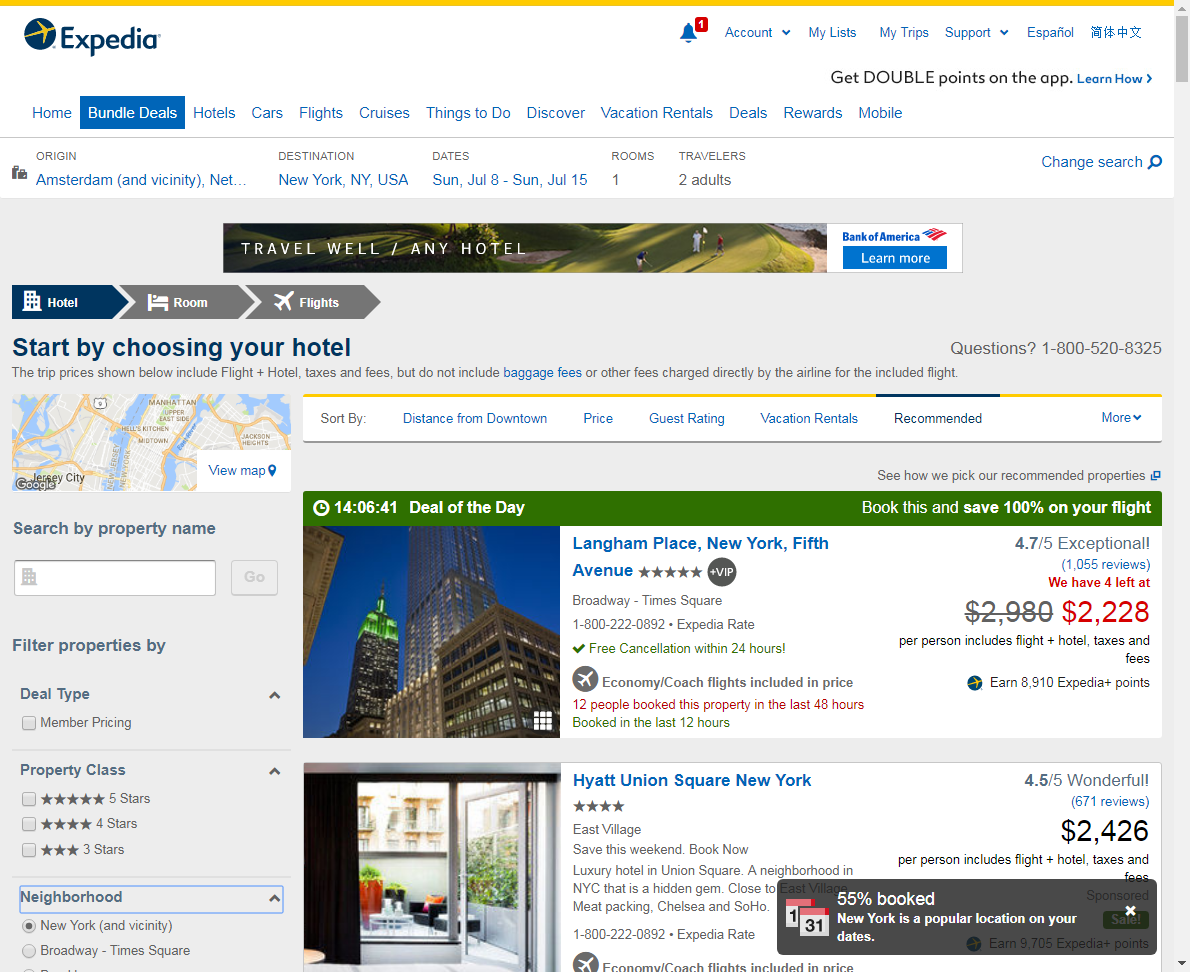 Expedia
1
Account
My Lists
My Trips
Support
Español
简体中文
Get DOUBLE points on the app. Learn How
Home
Bundle Deals
Hotels
Cars
Flights
Cruises
Things to Do
Discover
Vacation Rentals
Deals
Rewards
Mobile
ORIGIN
Amsterdam (and vicinity), Net...
DESTINATION
New York, NY, USA
DATES
Sun, Jul 8 - Sun, Jul 15
ROOMS
1
TRAVELERS
2 adults
Change search
TRAVEL WELL / ANY HOTEL
Bank of America
Learn more
Hotel
Room
Flights
Start by choosing your hotel
Questions? 1-800-520-8325
The trip prices shown below include Flight + Hotel, taxes and fees, but do not include baggage fees or other fees charged directly by the airline for the included flight.
9
MANHATTAN
UPPER EAST SIDE
HELL'S KITCHEN
MIDTOWN
JACKSON HEIGHTS
NEW JERSEY
NEW YORK
East River
Jersey City
Google
View map
Sort By:
Distance from Downtown
Price
Guest Rating
Vacation Rentals
Recommended
More
See how we pick our recommended properties
Search by property name
Go
Filter properties by
Deal Type
Member Pricing
Property Class
5 Stars
4 Stars
3 Stars
Neighborhood
New York (and vicinity)
Broadway - Times Square
14:06:41 Deal of the Day
Book this and save 100% on your flight
Langham Place, New York, Fifth
Avenue +VIP
Broadway - Times Square
1-800-222-0892 • Expedia Rate
Free Cancellation within 24 hours!
Economy/Coach flights included in price
12 people booked this property in the last 48 hours
Booked in the last 12 hours
4.7/5 Exceptional!
(1,055 reviews)
We have 4 left at
$2,980 $2,228
per person includes flight + hotel, taxes and
fees
Earn 8,910 Expedia+ points
Hyatt Union Square New York
East Village
Save this weekend. Book Now
Luxury hotel in Union Square. A neighborhood in
NYC that is a hidden gem. Close to East Village,
Meat packing, Chelsea and SoHo.
1-800-222-0892 • Expedia Rate
Economy/Coach flights included in price
4.5/5 Wonderful!
(671 reviews)
$2,426
per person includes flight + hotel, taxes and
fees
Sponsored
Sale!
Earn 9,705 Expedia+ points
1
31
55% booked
New York is a popular location on your
dates.